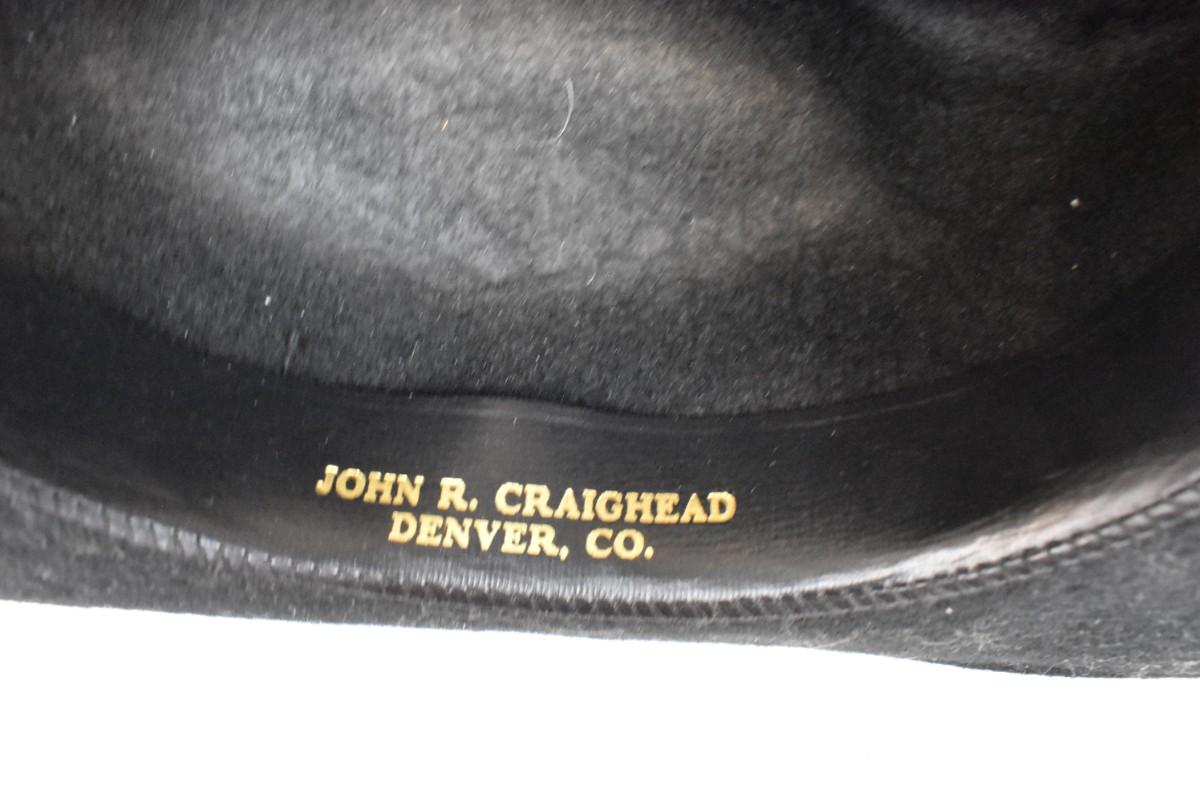 JOHN R. CRAIGHEAD
DENVER, CO.